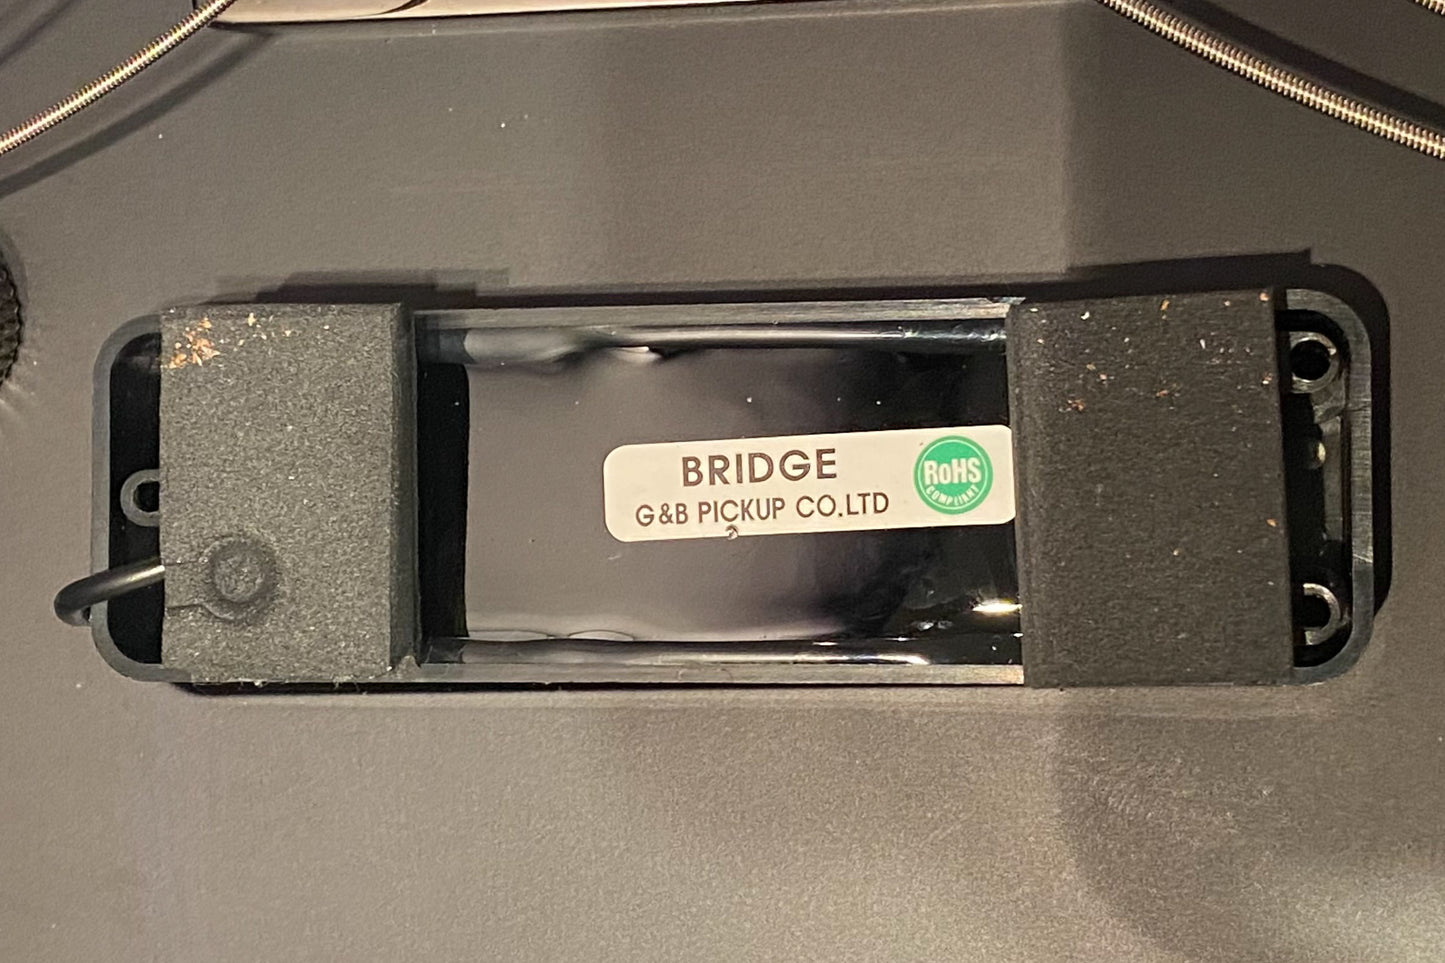 BRIDGE
G&B PICKUP CO.LTD
RoHS
COMPLIANT